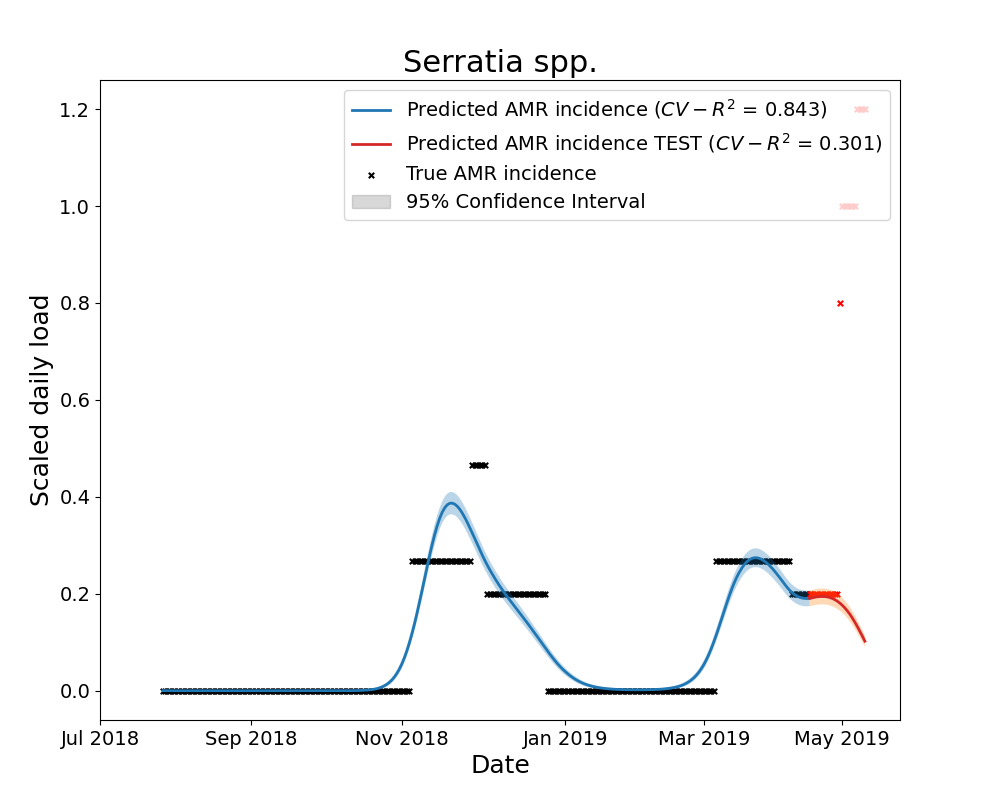 Serratia spp.
Predicted AMR incidence (CV − R² = 0.843)
Predicted AMR incidence TEST (CV − R² = 0.301)
True AMR incidence
95% Confidence Interval
Scaled daily load
1.2
1.0
0.8
0.6
0.4
0.2
0.0
Jul 2018 Sep 2018 Nov 2018 Jan 2019 Mar 2019 May 2019
Date